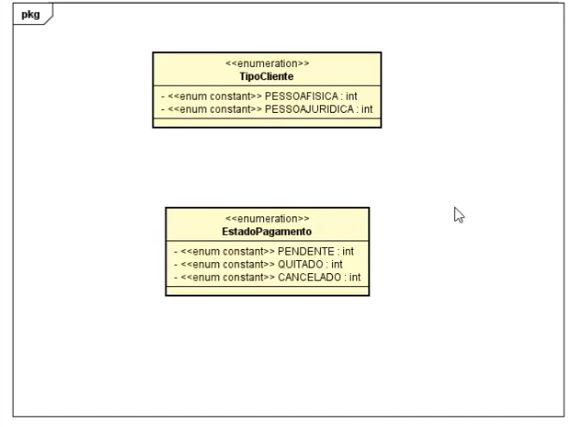 pkg
<<enumeration>>
TipoCliente
- <<enum constant>> PESSOAFISICA : int
- <<enum constant>> PESSOAJURIDICA : int
<<enumeration>>
EstadoPagamento
- <<enum constant>> PENDENTE : int
- <<enum constant>> QUITADO : int
- <<enum constant>> CANCELADO : int